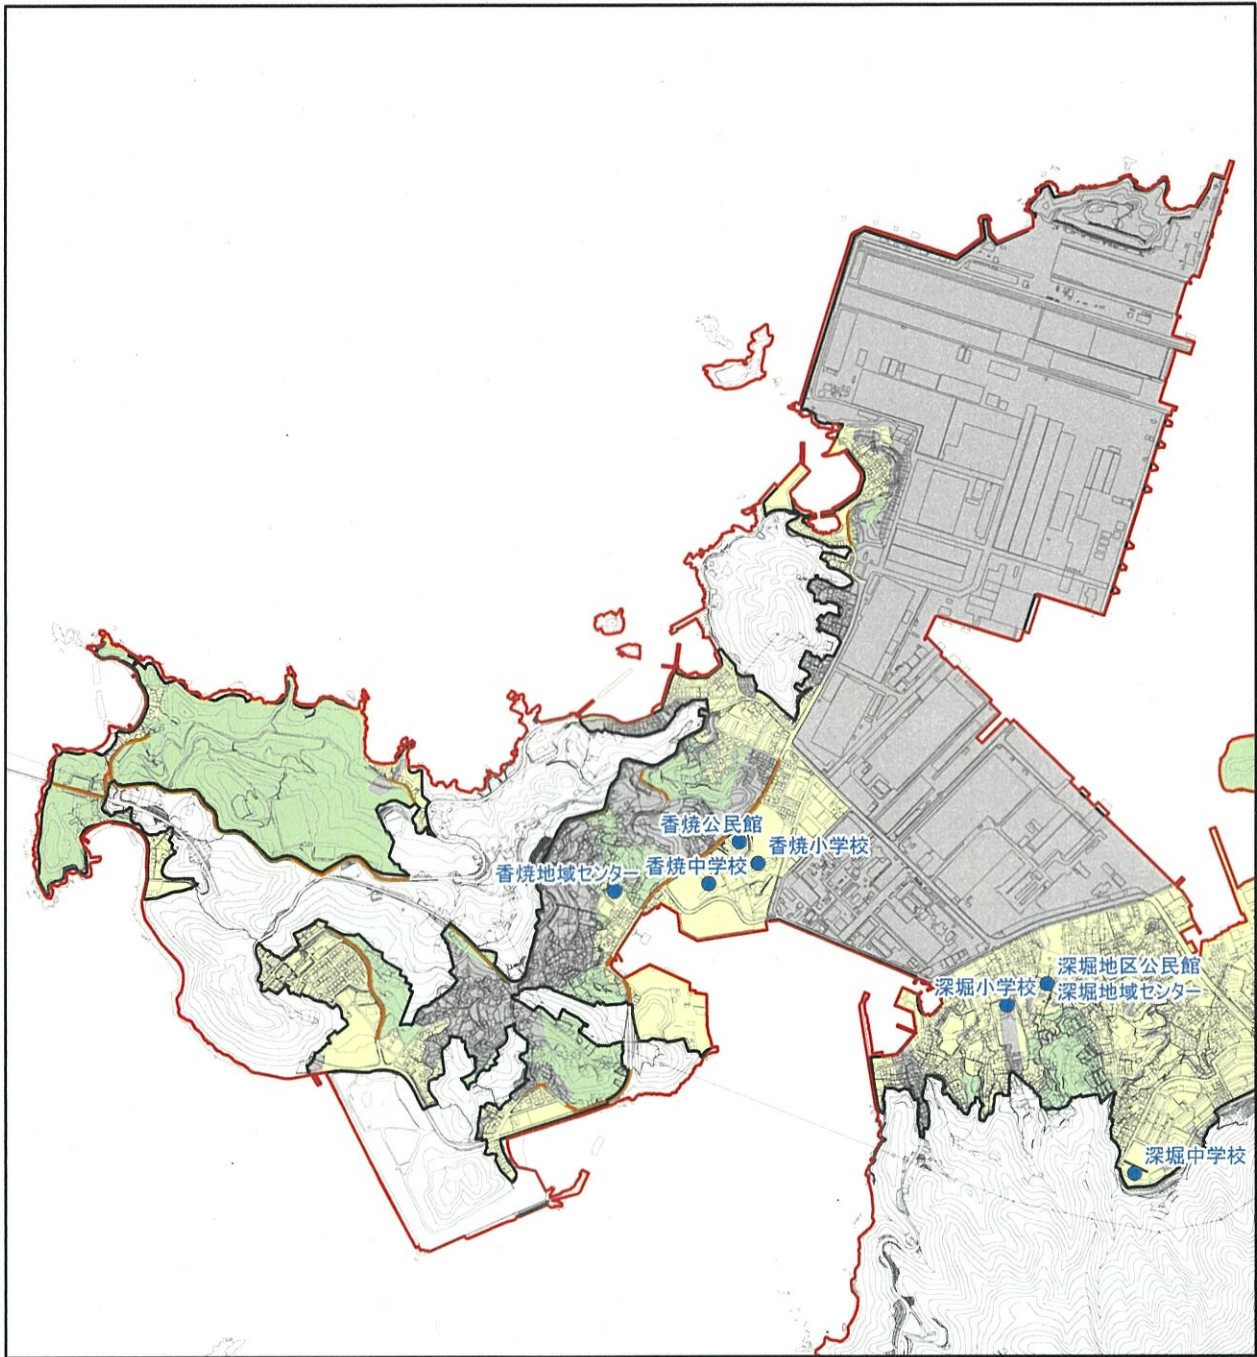 香焼公民館
香焼小学校
香焼地域センター
香焼中学校
深堀地区公民館
深堀地域センター
深堀小学校
深堀中学校